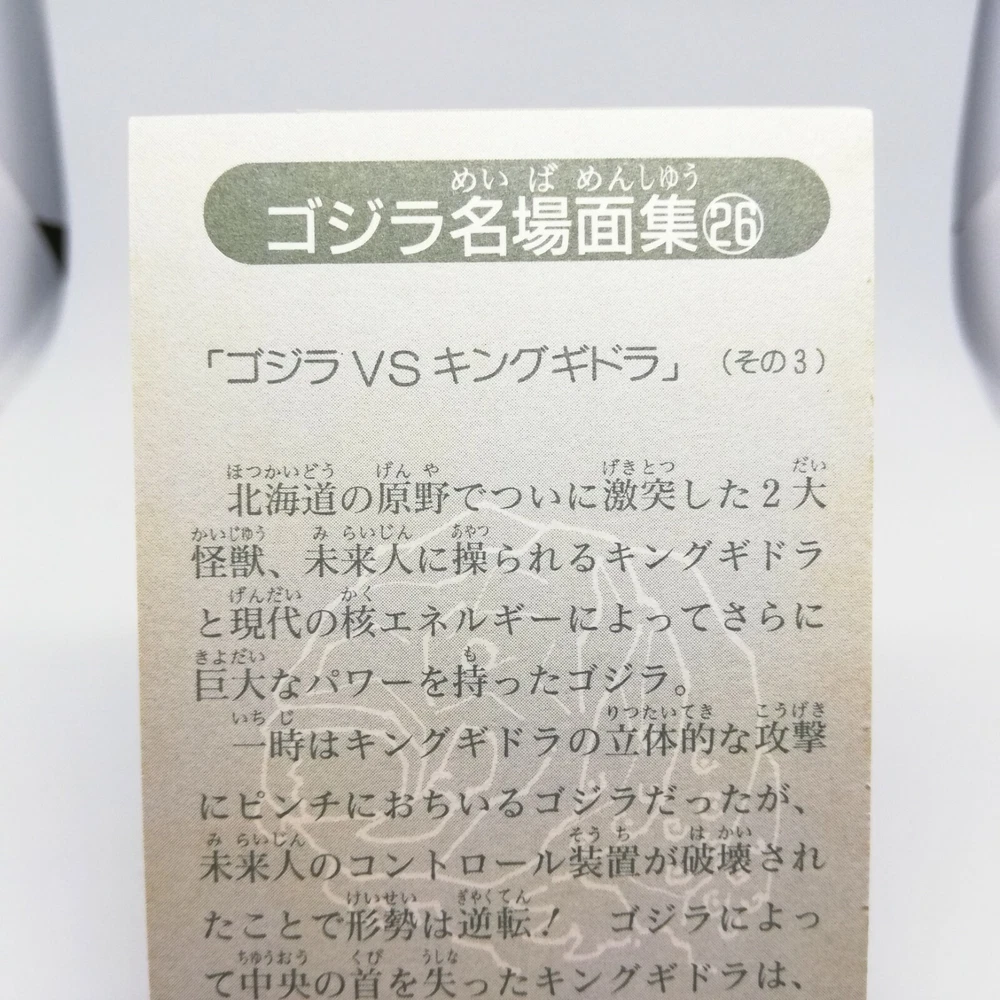 めいばめんしゆう
ゴジラ名場面集㉖
「ゴジラVSキングギドラ」（その3）
ほつかいどう げんや げきとつ だい
北海道の原野でついに激突した2大
かいじゆう みらいじん あやつ
怪獣、未来人に操られるキングギドラ
げんだい かく
と現代の核エネルギーによってさらに
きよだい も
巨大なパワーを持ったゴジラ。
いちじ りつたいてき こうげき
一時はキングギドラの立体的な攻撃
にピンチにおちいるゴジラだったが、
みらいじん そうち はかい
未来人のコントロール装置が破壊され
けいせい ぎやくてん
たことで形勢は逆転！ ゴジラによっ
ちゆうおう くび うしな
て中央の首を失ったキングギドラは、